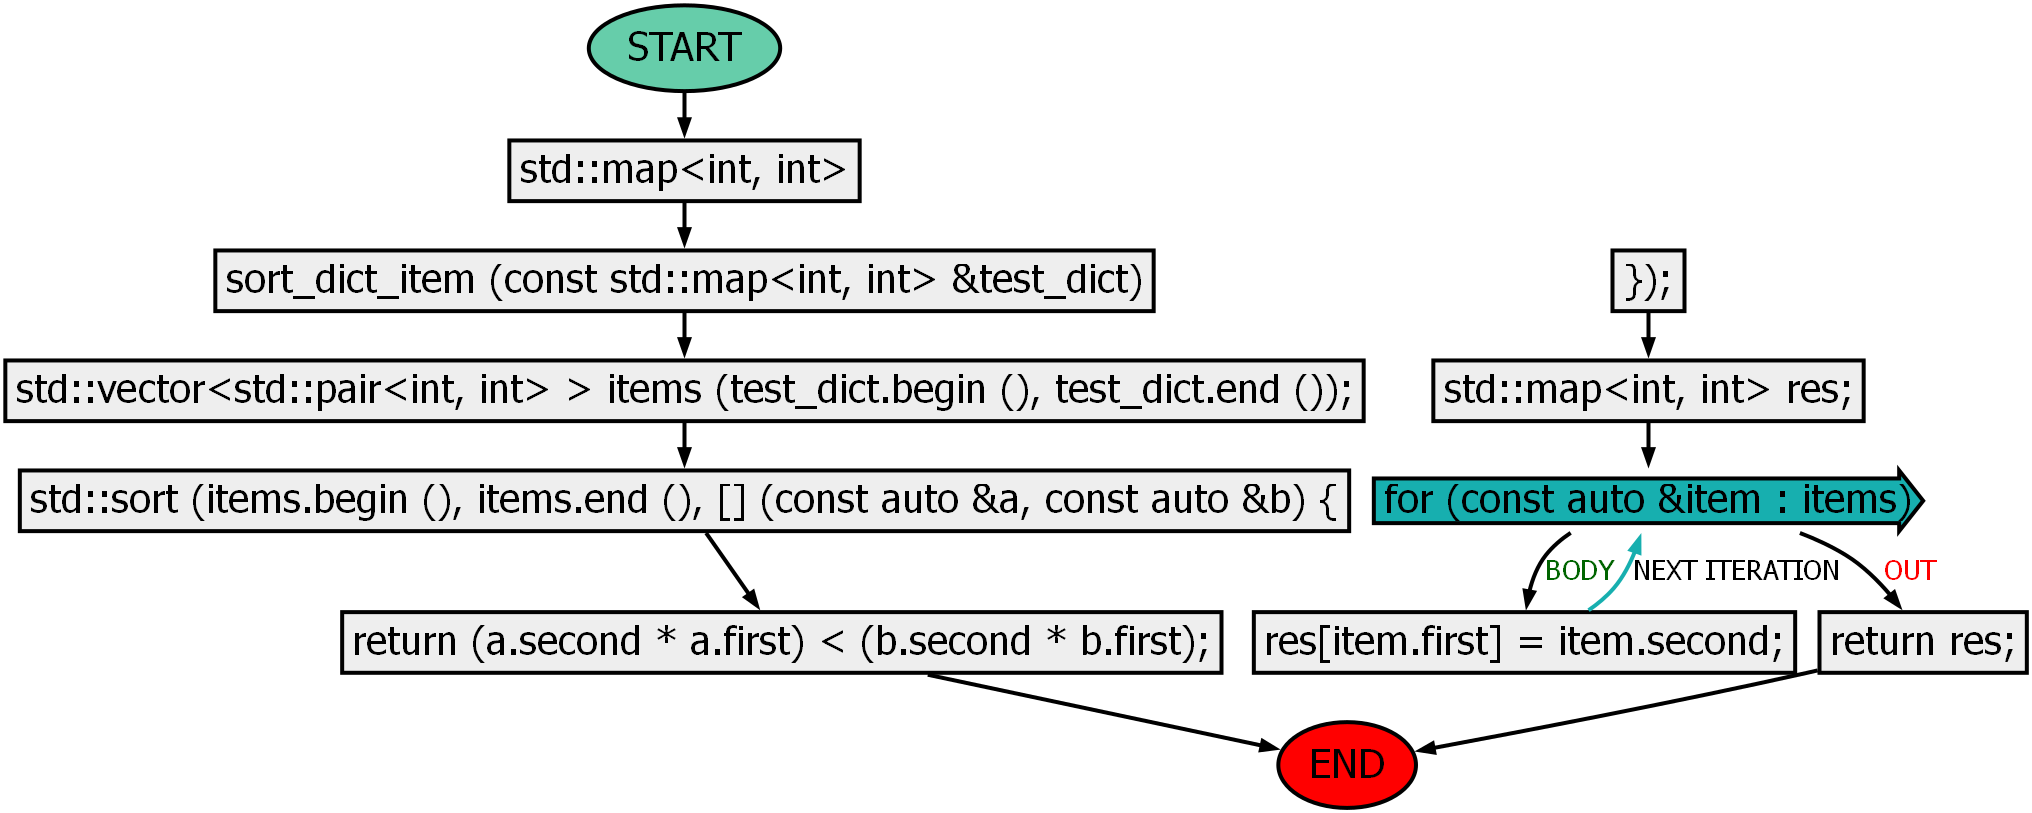 START
std::map<int, int>
sort_dict_item (const std::map<int, int> &test_dict)
std::vector<std::pair<int, int> > items (test_dict.begin (), test_dict.end ());
std::sort (items.begin (), items.end (), [] (const auto &a, const auto &b) {
return (a.second * a.first) < (b.second * b.first);
});
std::map<int, int> res;
for (const auto &item : items)
BODY
NEXT ITERATION
OUT
res[item.first] = item.second;
return res;
END